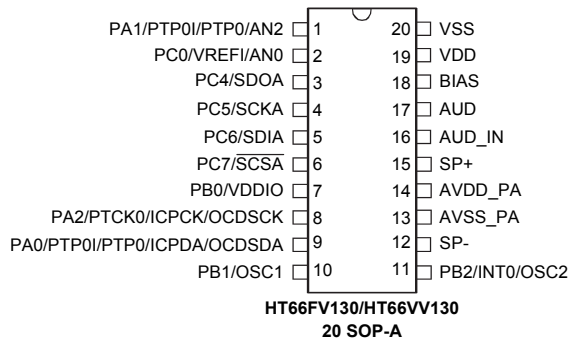 PA1/PTP0I/PTP0/AN2 1 20 VSS
PC0/VREFI/AN0 2 19 VDD
PC4/SDOA 3 18 BIAS
PC5/SCKA 4 17 AUD
PC6/SDIA 5 16 AUD_IN
PC7/SCSA 6 15 SP+
PB0/VDDIO 7 14 AVDD_PA
PA2/PTCK0/ICPCK/OCDSCK 8 13 AVSS_PA
PA0/PTP0I/PTP0/ICPDA/OCDSDA 9 12 SP-
PB1/OSC1 10 11 PB2/INT0/OSC2
HT66FV130/HT66VV130
20 SOP-A